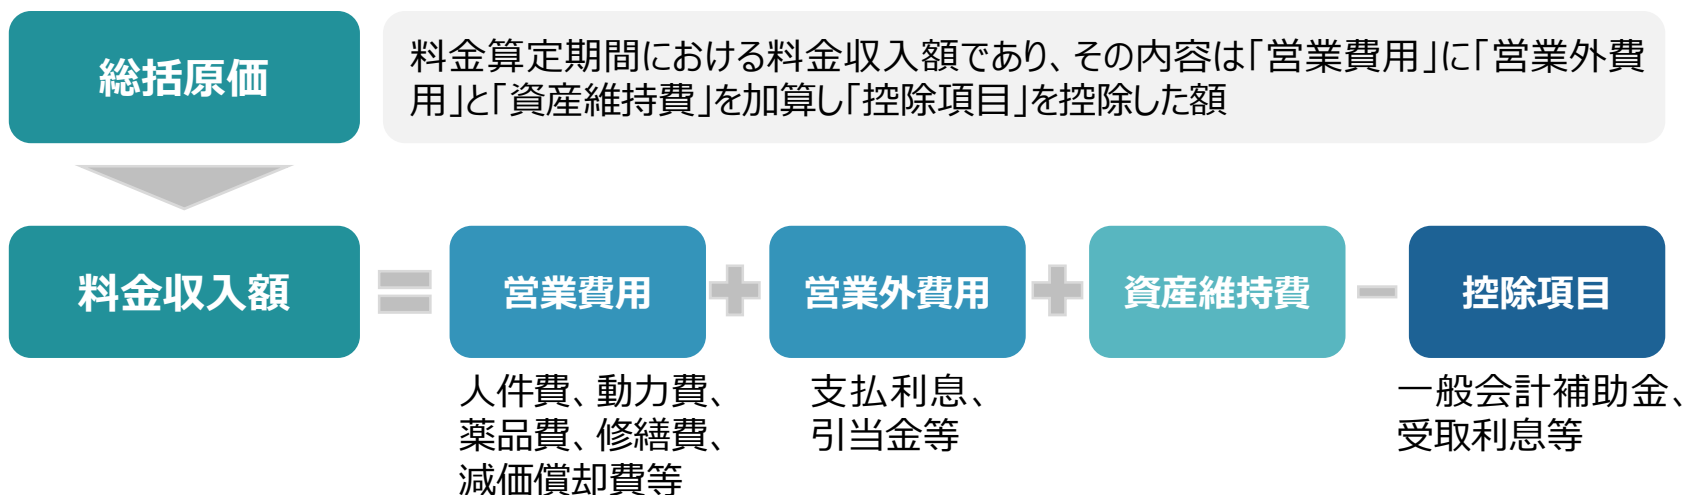 総括原価
料金算定期間における料金収入額であり、その内容は「営業費用」に「営業外費
用」と「資産維持費」を加算し「控除項目」を控除した額
料金収入額
営業費用
営業外費用
資産維持費
控除項目
人件費、動力費、
薬品費、修繕費、
減価償却費等
支払利息、
引当金等
一般会計補助金、
受取利息等